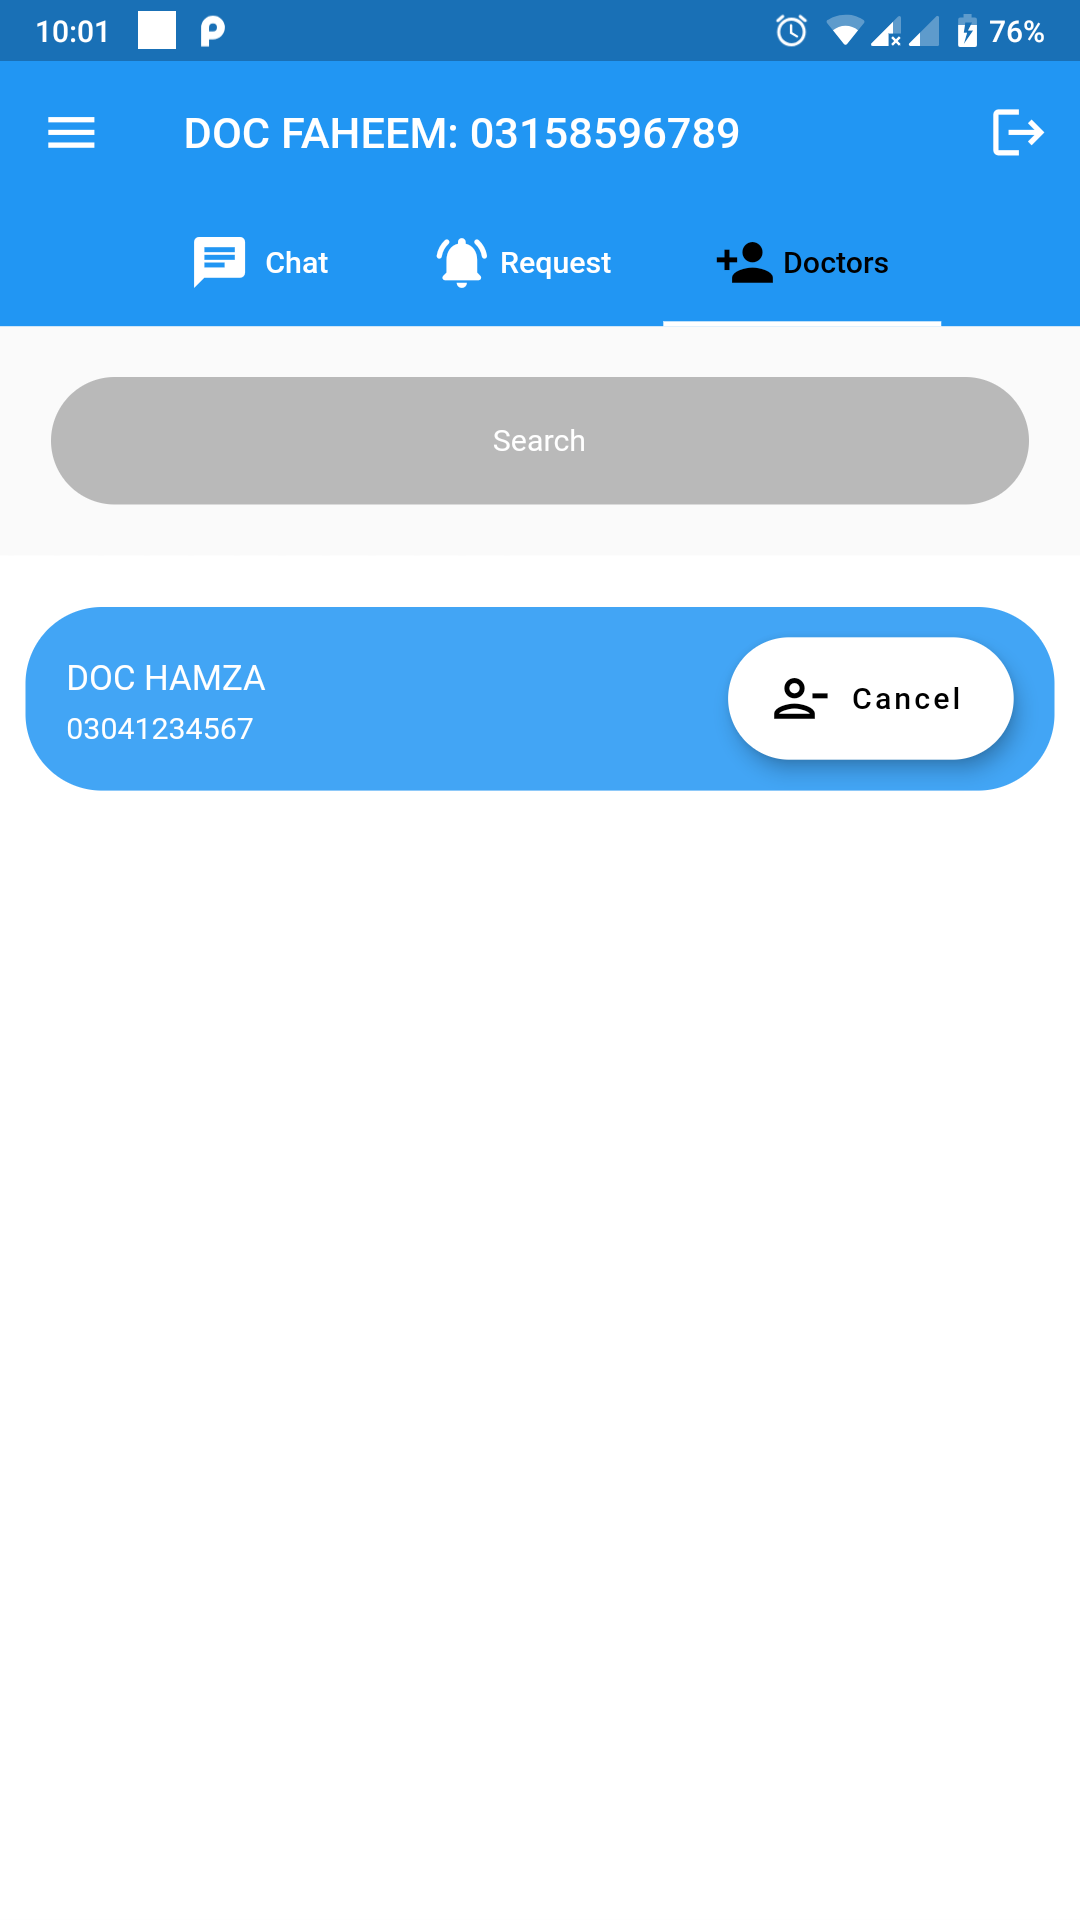 10:01 76%
DOC FAHEEM: 03158596789
Chat Request Doctors
Search
DOC HAMZA
03041234567
Cancel